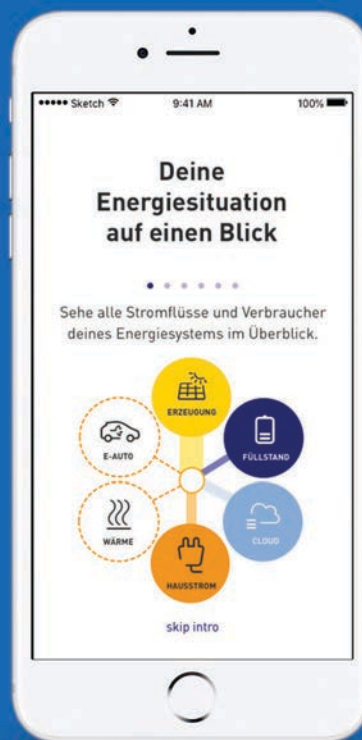 ••••• Sketch 9:41 AM 100%
Deine
Energiesituation
auf einen Blick
Sehe alle Stromflüsse und Verbraucher
deines Energiesystems im Überblick.
ERZEUGUNG
E-AUTO
FÜLLSTAND
WÄRME
CLOUD
HAUSSTROM
skip intro